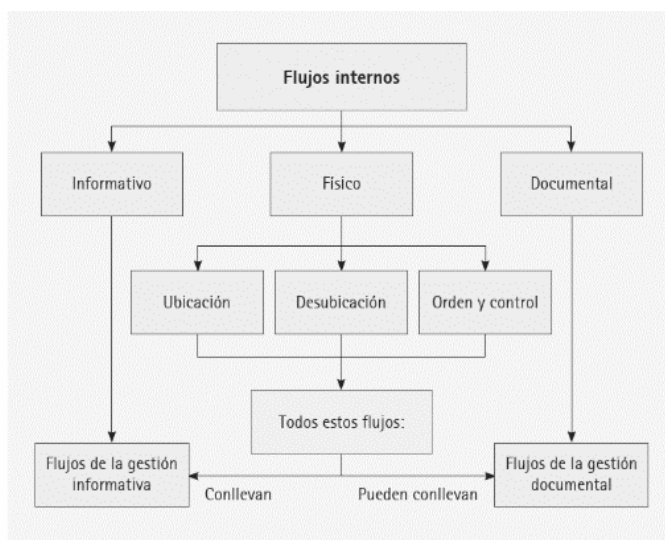 Flujos internos
Informativo
Físico
Documental
Ubicación
Desubicación
Orden y control
Todos estos flujos:
Flujos de la gestión
informativa
Conllevan
Pueden conllevan
Flujos de la gestión
documental